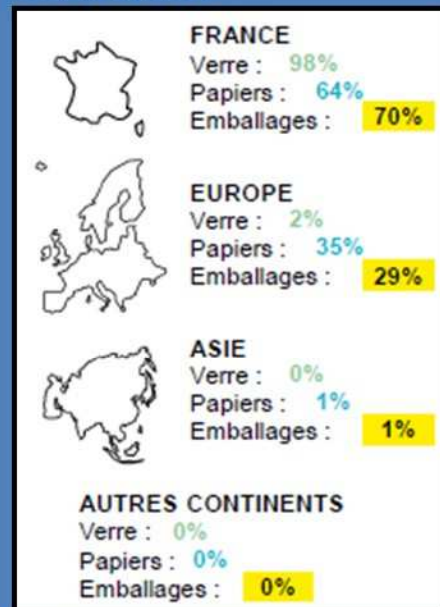 FRANCE
Verre : 98%
Papiers : 64%
Emballages : 70%
EUROPE
Verre : 2%
Papiers : 35%
Emballages : 29%
ASIE
Verre : 0%
Papiers : 1%
Emballages : 1%
AUTRES CONTINENTS
Verre : 0%
Papiers : 0%
Emballages : 0%